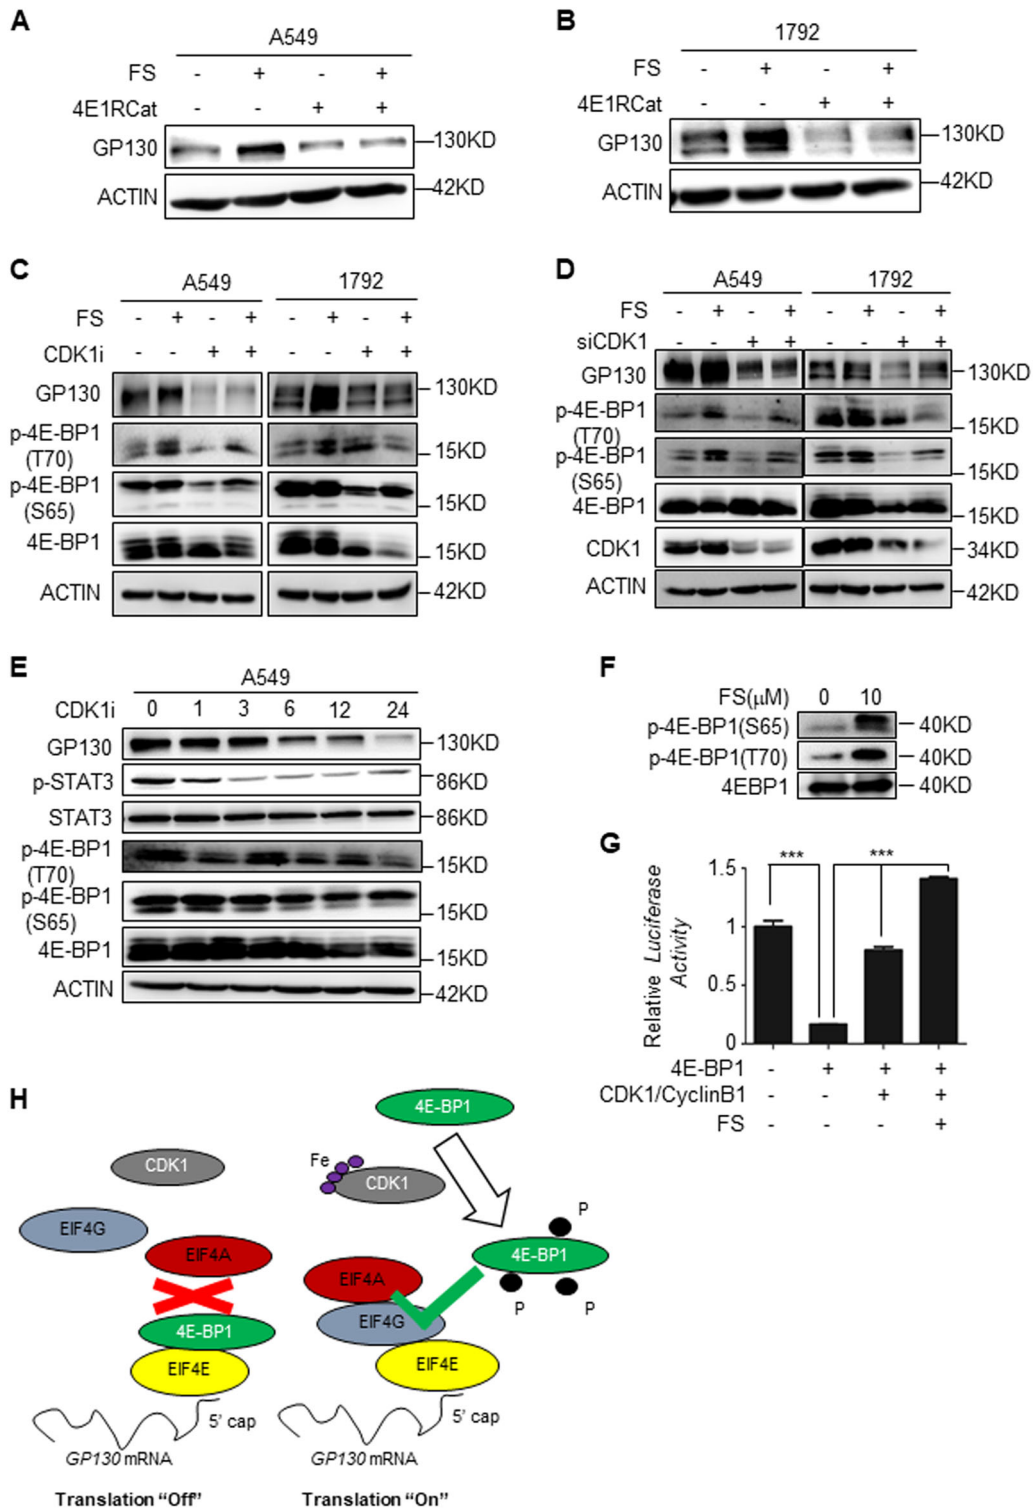 A
A549
FS - + - +
4E1RCat - - + +
GP130 130KD
ACTIN 42KD
B
1792
FS - + - +
4E1RCat - - + +
GP130 130KD
ACTIN 42KD
C
A549 1792
FS - + - + - + - +
CDK1i - - + + - - + +
GP130 130KD
p-4E-BP1
(T70) 15KD
p-4E-BP1
(S65) 15KD
4E-BP1 15KD
ACTIN 42KD
D
A549 1792
FS - + - + - + - +
siCDK1 - - + + - - + +
GP130 130KD
p-4E-BP1
(T70) 15KD
p-4E-BP1
(S65) 15KD
4E-BP1 15KD
CDK1 34KD
ACTIN 42KD
E
A549
CDK1i 0 1 3 6 12 24
GP130 130KD
p-STAT3 86KD
STAT3 86KD
p-4E-BP1
(T70) 15KD
p-4E-BP1
(S65) 15KD
4E-BP1 15KD
ACTIN 42KD
F
FS(μM) 0 10
p-4E-BP1(S65) 40KD
p-4E-BP1(T70) 40KD
4EBP1 40KD
G
*** ***
Relative Luciferase
Activity
1.5
1
0.5
0
4E-BP1 - + + +
CDK1/CyclinB1 - - + +
FS - - - +
H
CDK1
EIF4G
EIF4A
4E-BP1
EIF4E
5' cap
GP130 mRNA
Translation “Off”
4E-BP1
Fe
CDK1
P
4E-BP1
P
P
EIF4A
EIF4G
EIF4E
5' cap
GP130 mRNA
Translation “On”